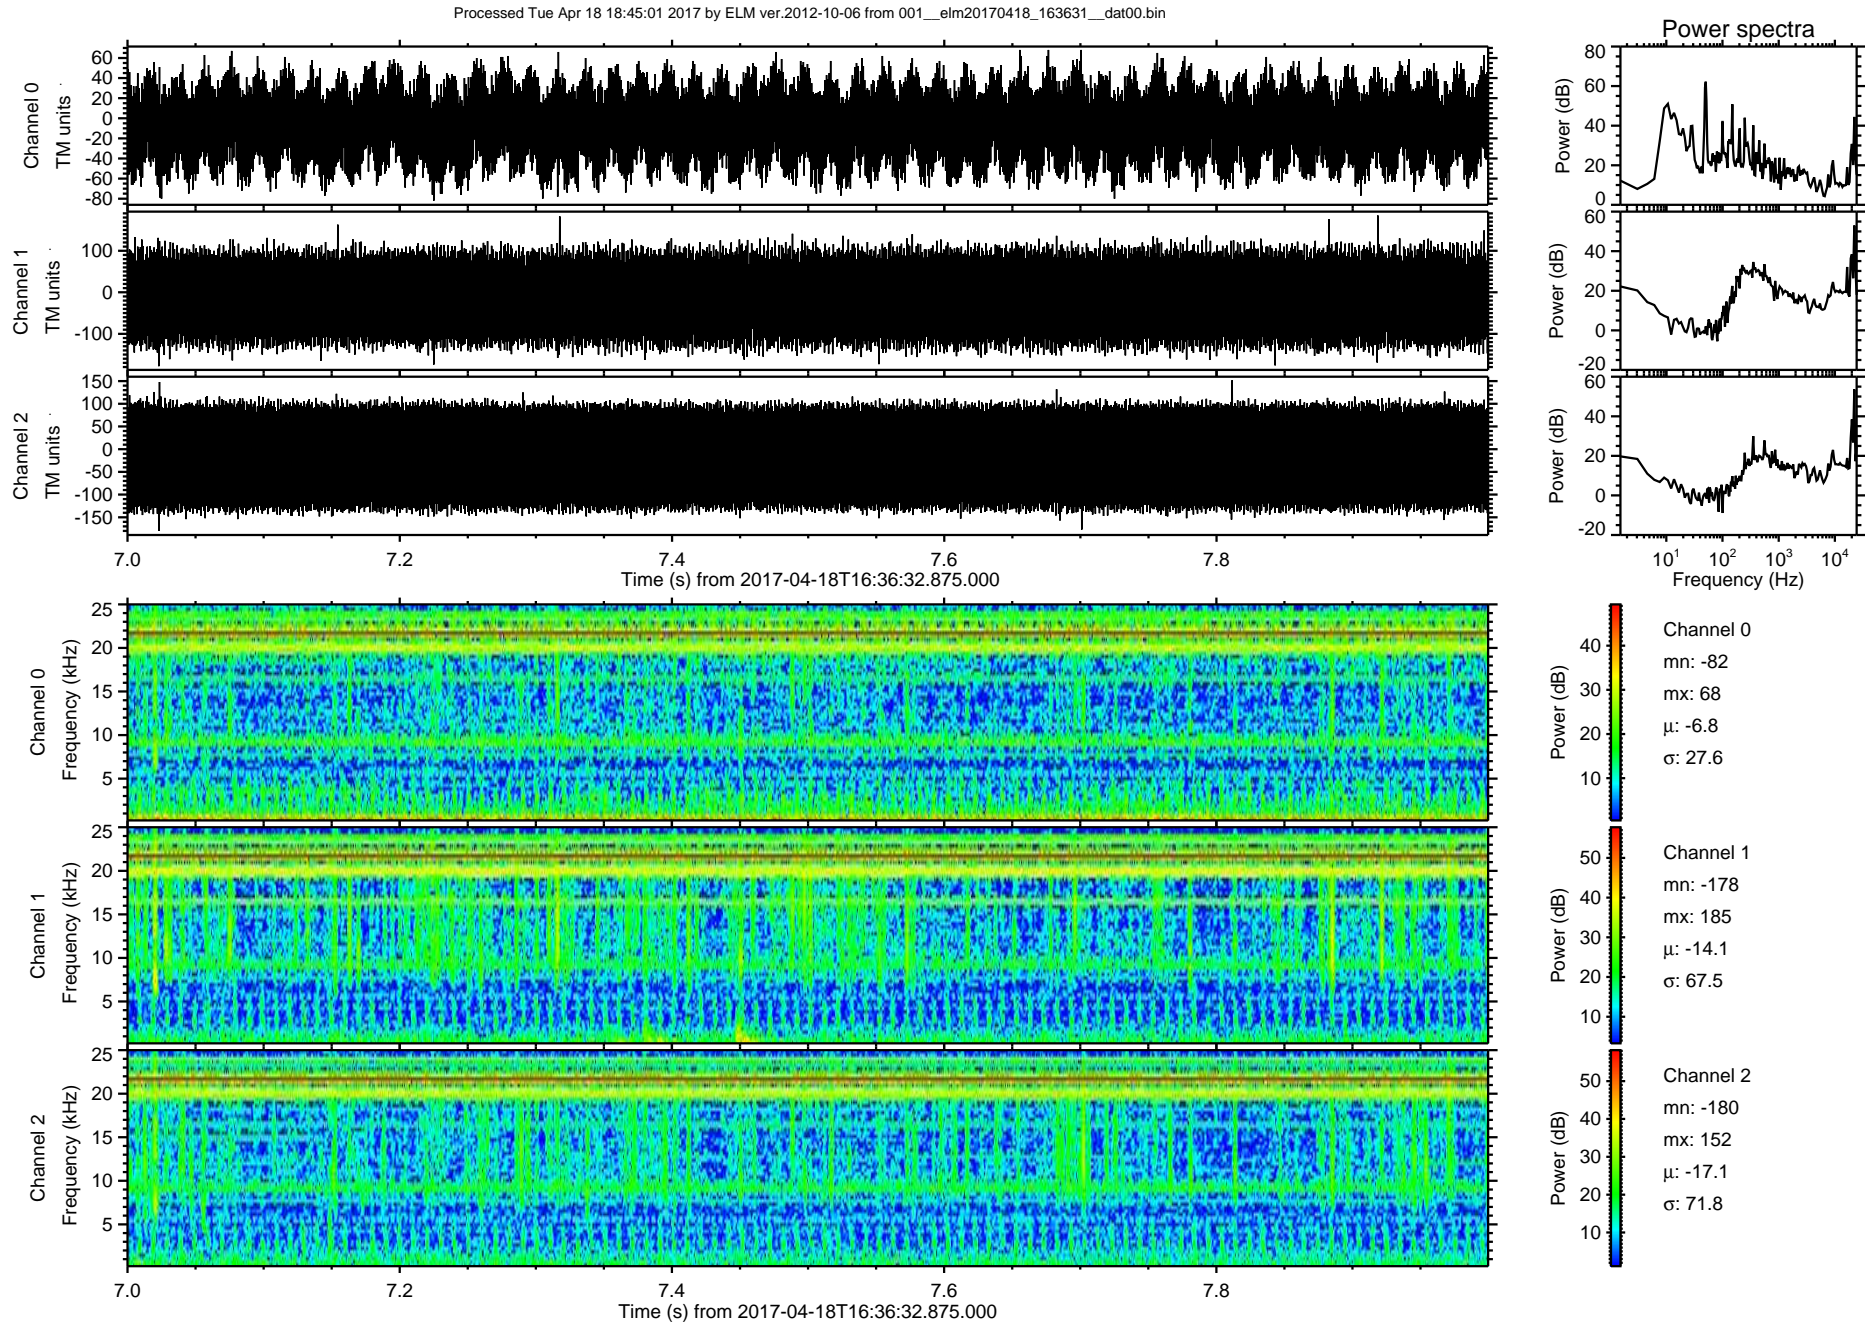 Processed Tue Apr 18 18:45:01 2017 by ELM ver.2012-10-06 from 001__elm20170418_163631__dat00.bin
Power spectra
Channel 0
TM units
60
40
20
0
-20
-40
-60
-80
Power (dB)
80
60
40
20
0
Channel 1
TM units
100
0
-100
Power (dB)
60
40
20
0
-20
Channel 2
TM units
150
100
50
0
-50
-100
-150
Power (dB)
60
40
20
0
-20
7.0 7.2 7.4 7.6 7.8
Time (s) from 2017-04-18T16:36:32.875.000
10^1 10^2 10^3 10^4
Frequency (Hz)
Channel 0
Frequency (kHz)
25
20
15
10
5
Power (dB)
40
30
20
10
Channel 0
mn: -82
mx: 68
μ: -6.8
σ: 27.6
Channel 1
Frequency (kHz)
25
20
15
10
5
Power (dB)
50
40
30
20
10
Channel 1
mn: -178
mx: 185
μ: -14.1
σ: 67.5
Channel 2
Frequency (kHz)
25
20
15
10
5
Power (dB)
50
40
30
20
10
Channel 2
mn: -180
mx: 152
μ: -17.1
σ: 71.8
7.0 7.2 7.4 7.6 7.8
Time (s) from 2017-04-18T16:36:32.875.000